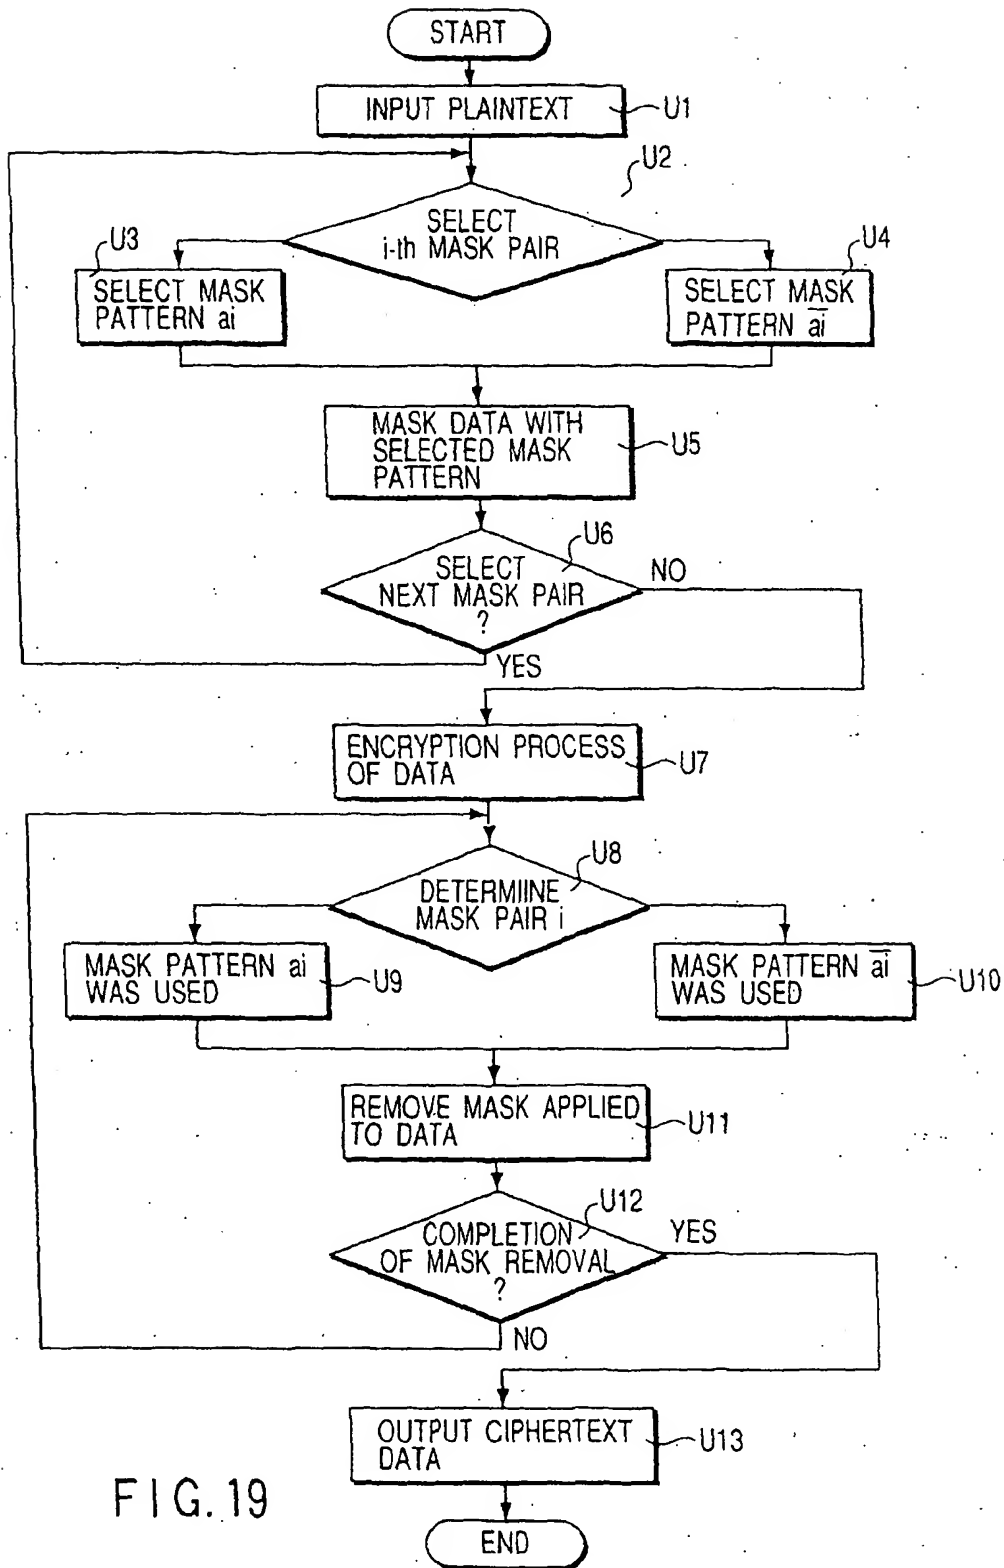 START
INPUT PLAINTEXT
U1
U2
SELECT
i-th MASK PAIR
U3
SELECT MASK
PATTERN ai
U4
SELECT MASK
PATTERN a̅i̅
MASK DATA WITH
SELECTED MASK
PATTERN
U5
U6
SELECT
NEXT MASK PAIR
?
NO
YES
ENCRYPTION PROCESS
OF DATA
U7
U8
DETERMIINE
MASK PAIR i
MASK PATTERN ai
WAS USED
U9
MASK PATTERN a̅i̅
WAS USED
U10
REMOVE MASK APPLIED
TO DATA
U11
U12
COMPLETION
OF MASK REMOVAL
?
YES
NO
OUTPUT CIPHERTEXT
DATA
U13
END
FIG. 19